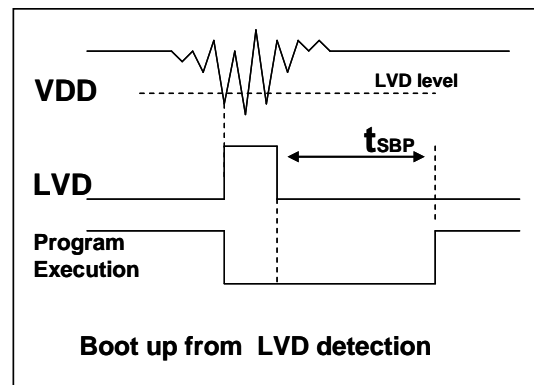 LVD level
VDD
tSBP
LVD
Program
Execution
Boot up from LVD detection